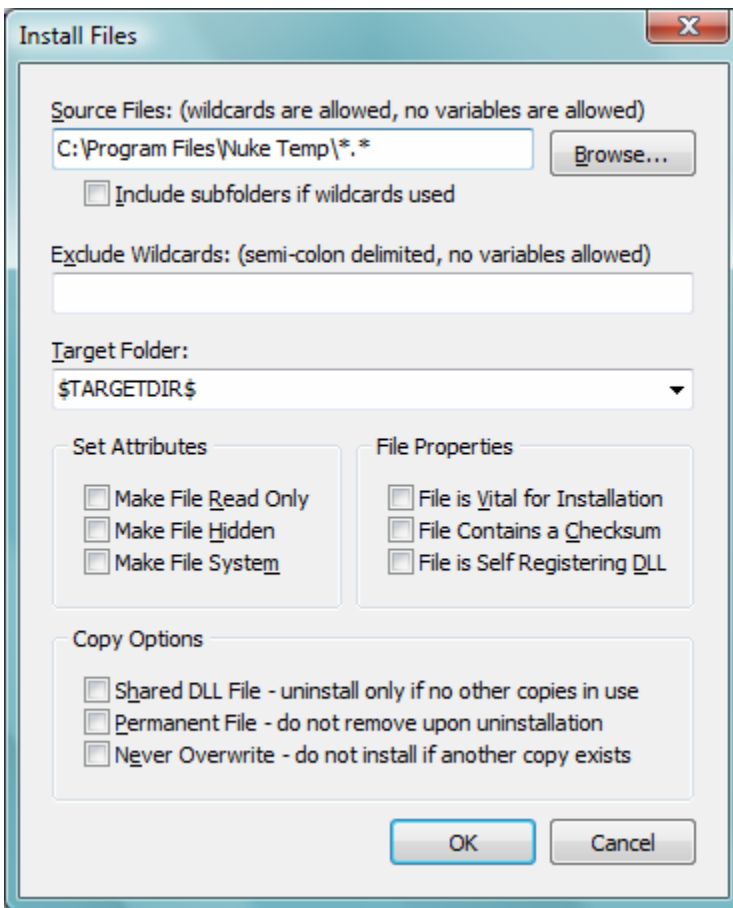 Install Files
Source Files: (wildcards are allowed, no variables are allowed)
C:\Program Files\Nuke Temp\*.*
Browse...
Include subfolders if wildcards used
Exclude Wildcards: (semi-colon delimited, no variables allowed)
Target Folder:
$TARGETDIR$
Set Attributes
Make File Read Only
Make File Hidden
Make File System
File Properties
File is Vital for Installation
File Contains a Checksum
File is Self Registering DLL
Copy Options
Shared DLL File - uninstall only if no other copies in use
Permanent File - do not remove upon uninstallation
Never Overwrite - do not install if another copy exists
OK
Cancel